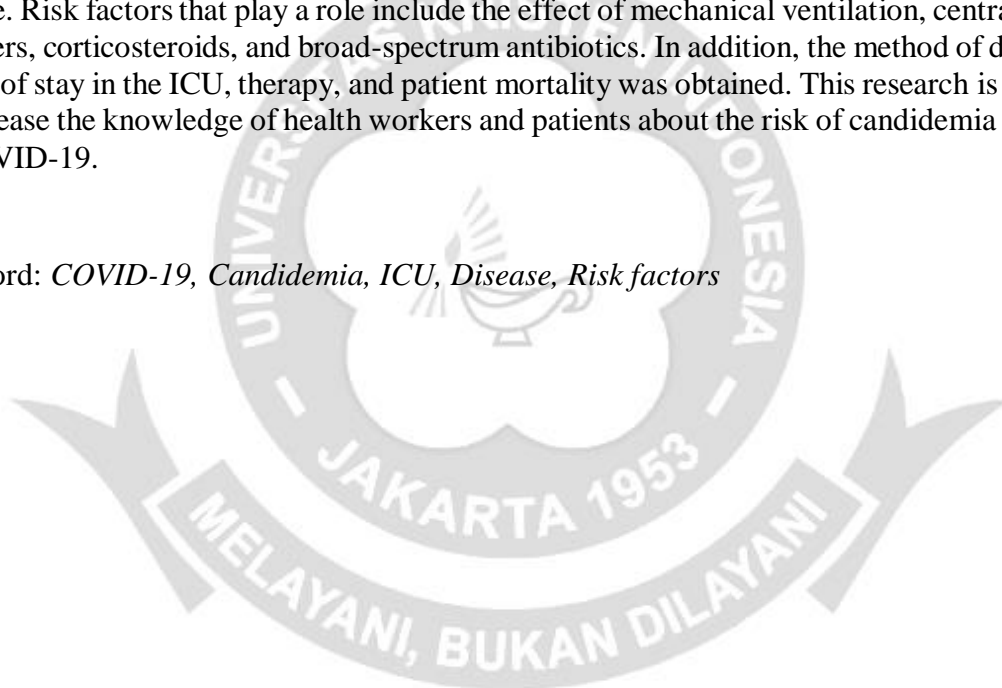 e. Risk factors that play a role include the effect of mechanical ventilation, centra
ers, corticosteroids, and broad-spectrum antibiotics. In addition, the method of d
of stay in the ICU, therapy, and patient mortality was obtained. This research is
ease the knowledge of health workers and patients about the risk of candidemia
VID-19.
ord: COVID-19, Candidemia, ICU, Disease, Risk factors
UNIVERSITAS KRISTEN INDONESIA
- JAKARTA 1953 -
MELAYANI, BUKAN DILAYANI